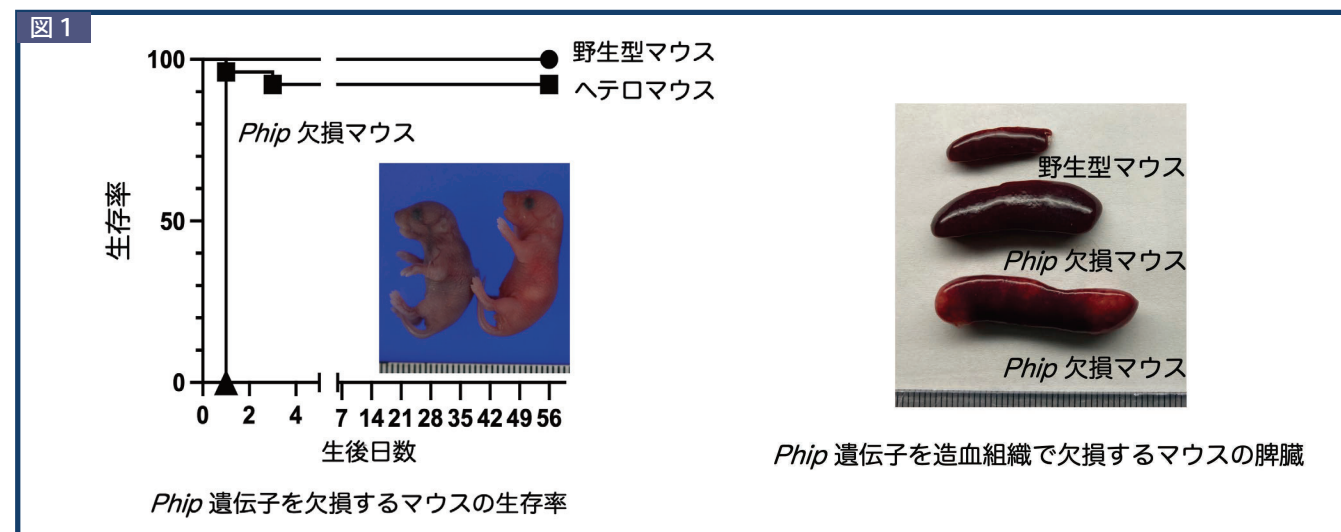 図1
100
50
0
生存率
野生型マウス
ヘテロマウス
Phip 欠損マウス
0 2 4 7 14 21 28 35 42 49 56
生後日数
Phip 遺伝子を欠損するマウスの生存率
野生型マウス
Phip 欠損マウス
Phip 欠損マウス
Phip 遺伝子を造血組織で欠損するマウスの脾臓